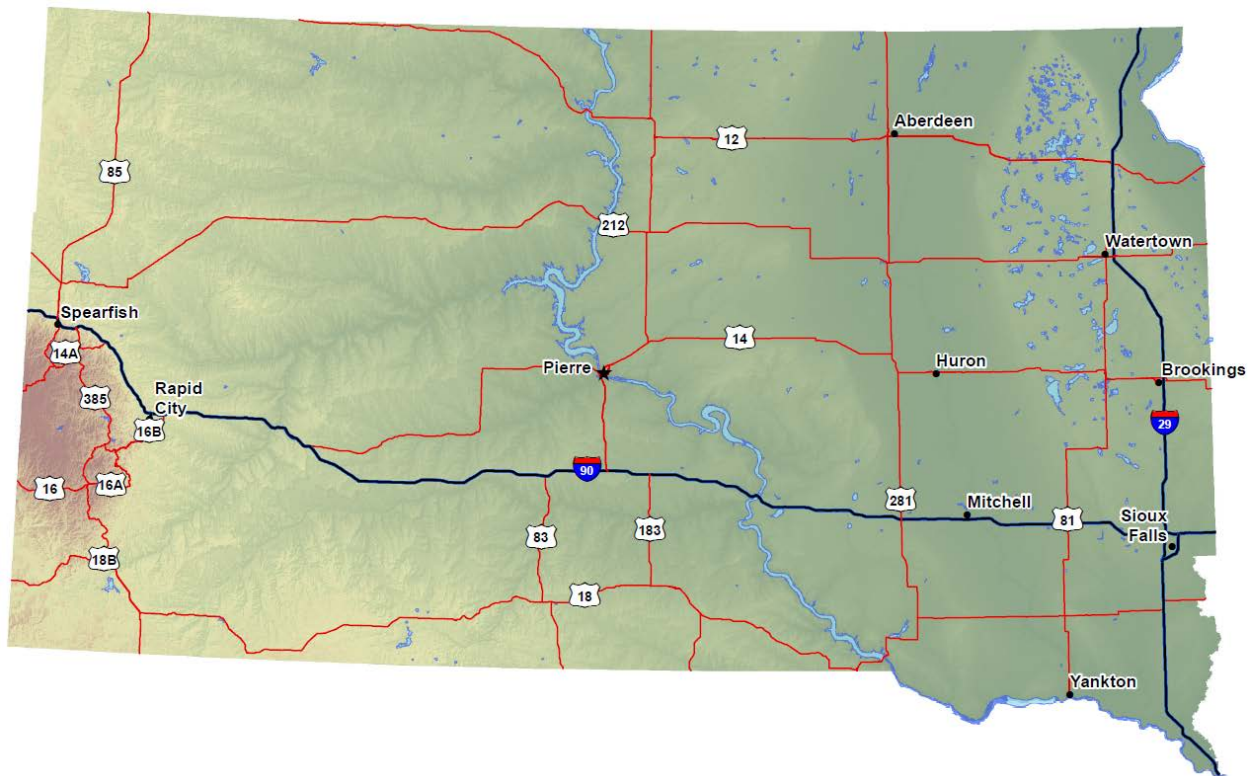 Aberdeen
12
85
212
Watertown
Spearfish
14A
14
Pierre
Huron
Brookings
385
Rapid
City
16B
29
90
16
16A
281
Mitchell
81
Sioux
Falls
83
183
18B
18
Yankton